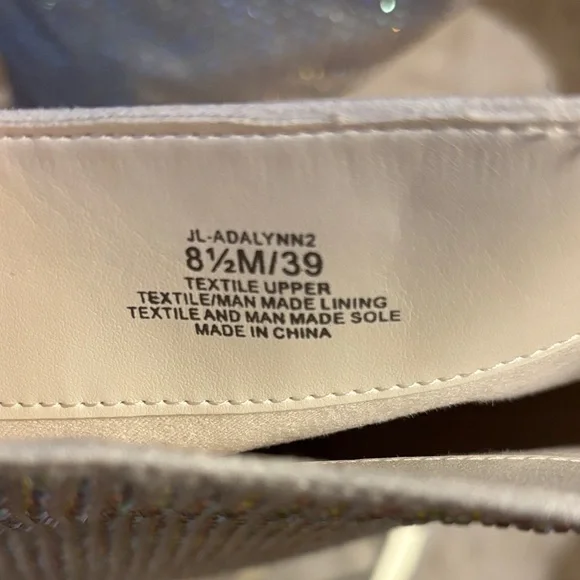 JL-ADALYNN2
8½M/39
TEXTILE UPPER
TEXTILE/MAN MADE LINING
TEXTILE AND MAN MADE SOLE
MADE IN CHINA